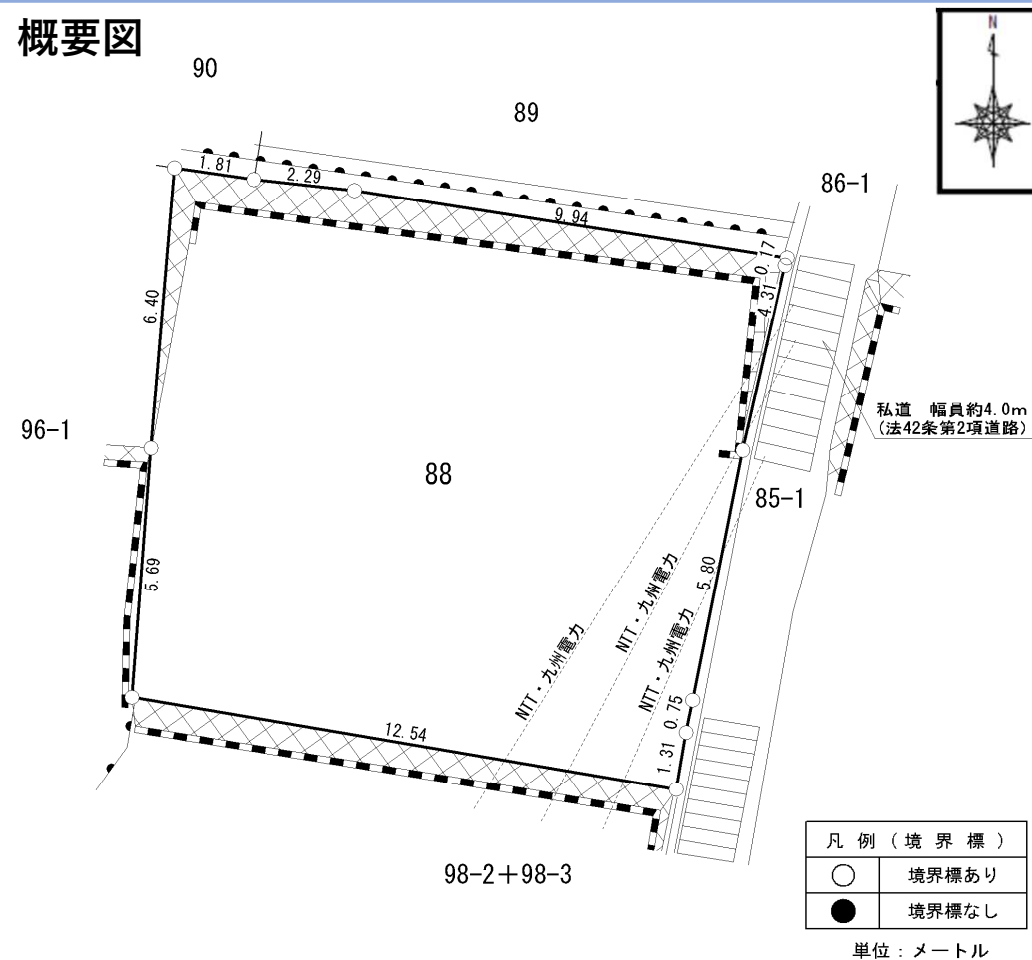 概要図
N
90
89
86-1
1.81
2.29
9.94
0.17
4.31
6.40
私道 幅員約4.0m
(法42条第2項道路)
96-1
88
85-1
5.69
5.80
NTT・九州電力
NTT・九州電力
NTT・九州電力
0.75
12.54
1.31
98-2+98-3
凡例(境界標)
境界標あり
境界標なし
単位:メートル